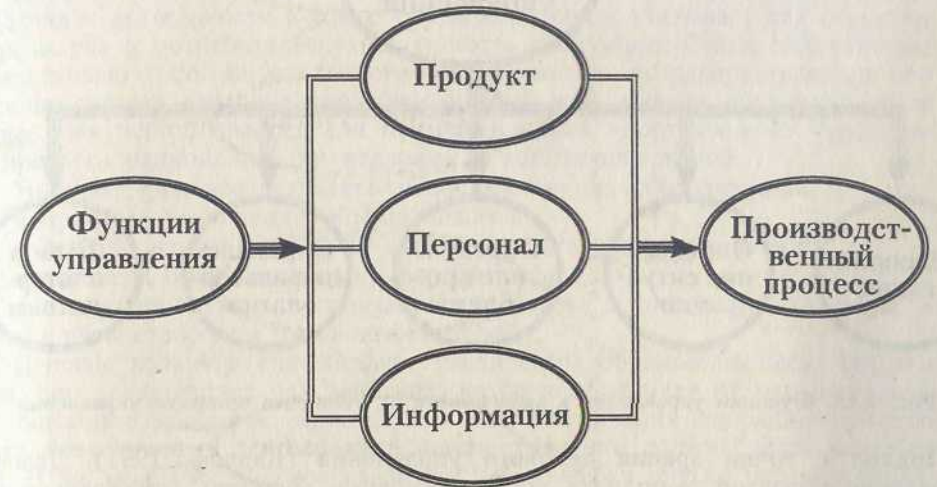 Продукт
Функции
управления
Персонал
Производст-
венный
процесс
Информация